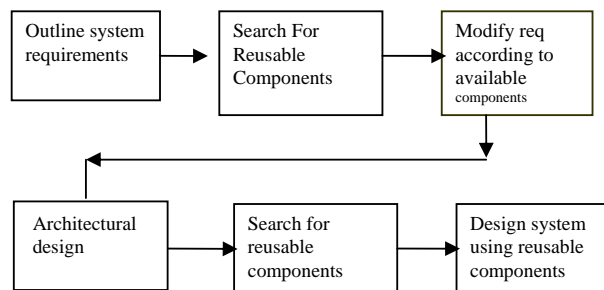 Outline system
requirements
Search For
Reusable
Components
Modify req
according to
available
components
Architectural
design
Search for
reusable
components
Design system
using reusable
components